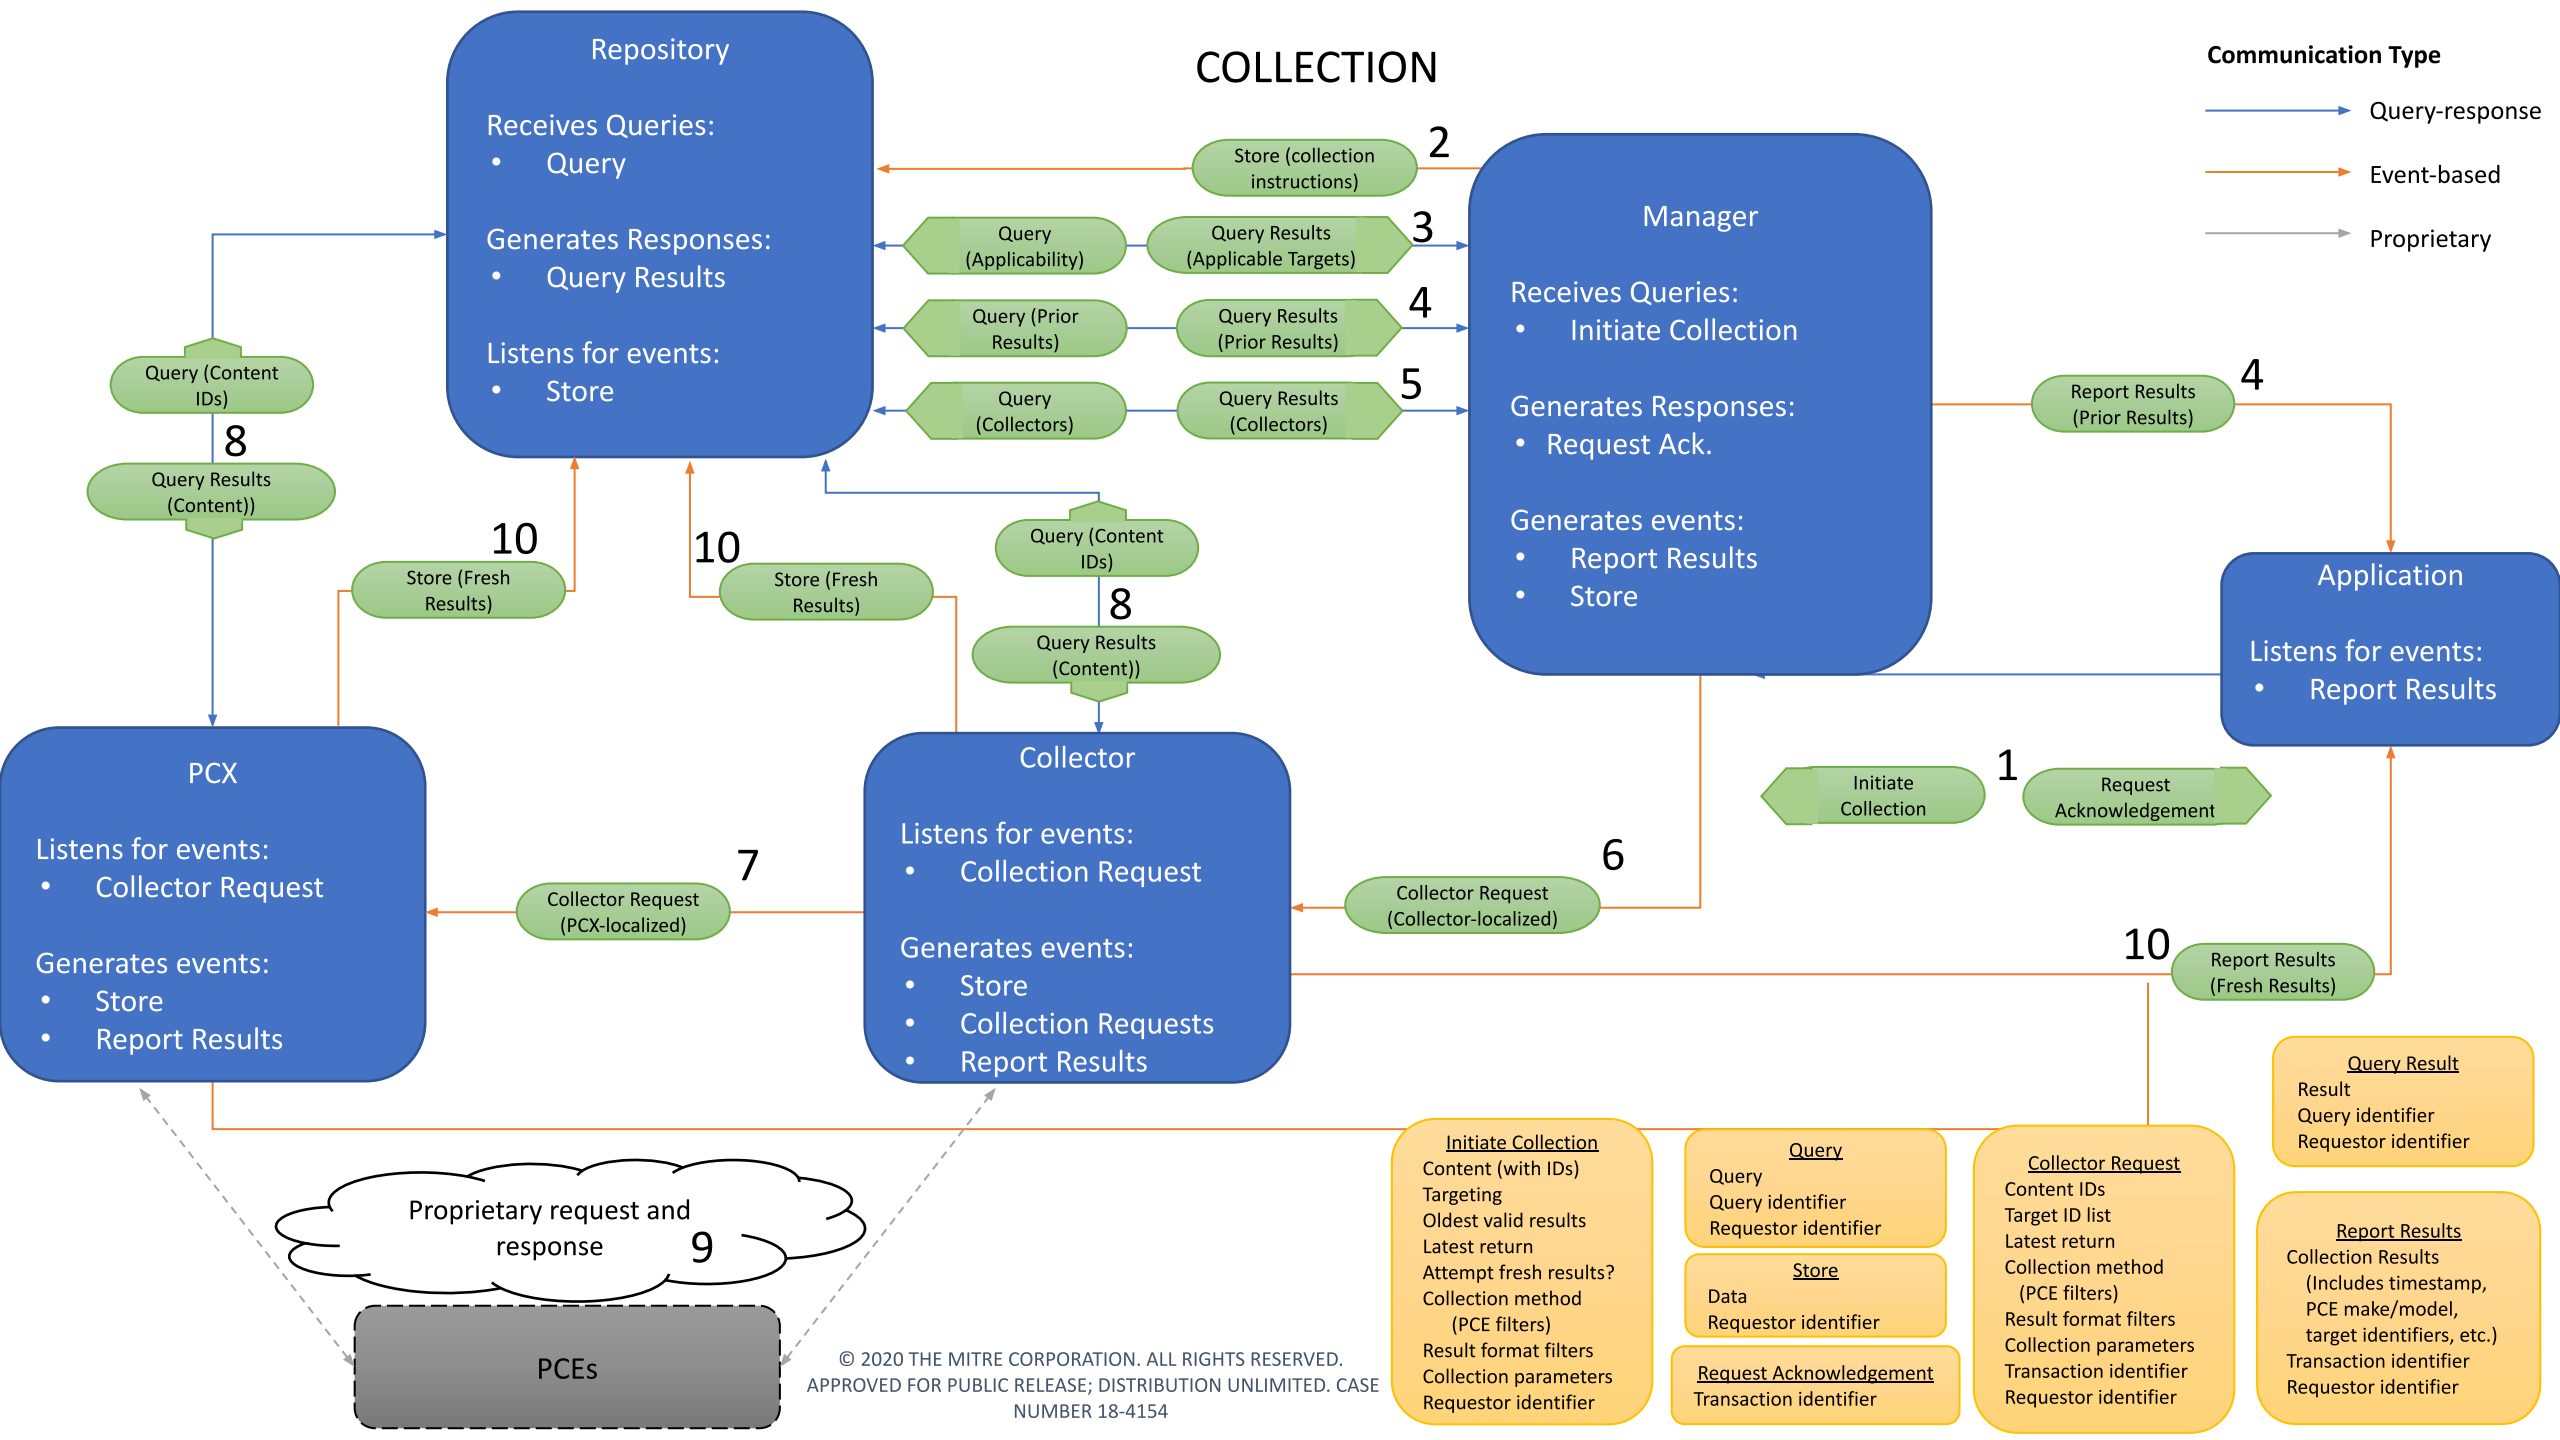 COLLECTION
Communication Type
Query-response
Event-based
Proprietary
Repository
Receives Queries:
• Query
Generates Responses:
• Query Results
Listens for events:
• Store
Manager
Receives Queries:
• Initiate Collection
Generates Responses:
• Request Ack.
Generates events:
• Report Results
• Store
Application
Listens for events:
• Report Results
PCX
Listens for events:
• Collector Request
Generates events:
• Store
• Report Results
Collector
Listens for events:
• Collection Request
Generates events:
• Store
• Collection Requests
• Report Results
2
Store (collection
instructions)
3
Query
(Applicability)
Query Results
(Applicable Targets)
4
Query (Prior
Results)
Query Results
(Prior Results)
5
Query
(Collectors)
Query Results
(Collectors)
4
Report Results
(Prior Results)
Query (Content
IDs)
8
Query Results
(Content))
10
Store (Fresh
Results)
10
Store (Fresh
Results)
Query (Content
IDs)
8
Query Results
(Content))
1
Initiate
Collection
Request
Acknowledgement
7
Collector Request
(PCX-localized)
6
Collector Request
(Collector-localized)
10
Report Results
(Fresh Results)
Proprietary request and
response
9
PCEs
© 2020 THE MITRE CORPORATION. ALL RIGHTS RESERVED.
APPROVED FOR PUBLIC RELEASE; DISTRIBUTION UNLIMITED. CASE
NUMBER 18-4154
Initiate Collection
Content (with IDs)
Targeting
Oldest valid results
Latest return
Attempt fresh results?
Collection method
(PCE filters)
Result format filters
Collection parameters
Requestor identifier
Query
Query
Query identifier
Requestor identifier
Store
Data
Requestor identifier
Request Acknowledgement
Transaction identifier
Collector Request
Content IDs
Target ID list
Latest return
Collection method
(PCE filters)
Result format filters
Collection parameters
Transaction identifier
Requestor identifier
Query Result
Result
Query identifier
Requestor identifier
Report Results
Collection Results
(Includes timestamp,
PCE make/model,
target identifiers, etc.)
Transaction identifier
Requestor identifier